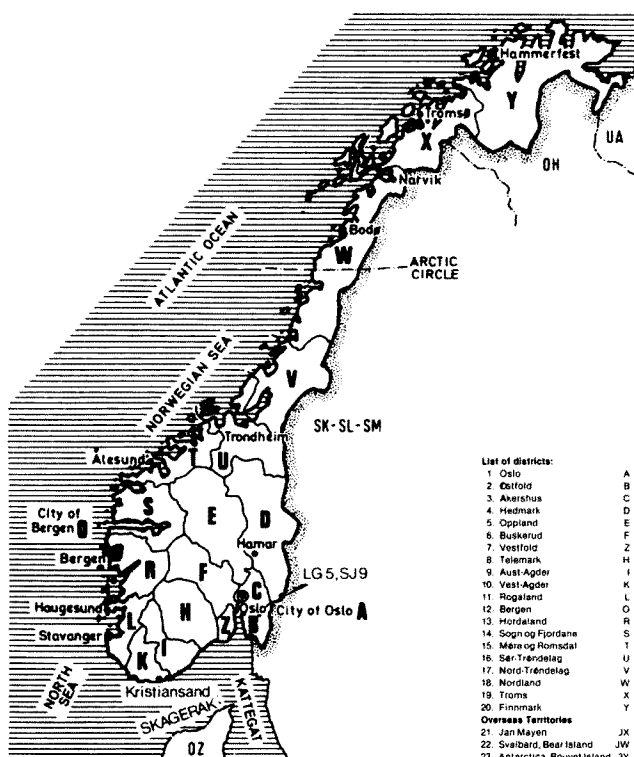 Hammerfest
Y
Tromsø
X
UA
OH
Narvik
Bodø
W
ARCTIC
CIRCLE
ATLANTIC OCEAN
NORWEGIAN SEA
V
SK-SL-SM
Trondheim
Ålesund
T
U
S
E
D
City of
Bergen O
Hamar
Bergen
R
F
C
LG5,SJ9
Oslo
City of Oslo A
Haugesund
H
L
Z
B
Stavanger
K
I
Kristiansand
NORTH
SEA
SKAGERAK
KATTEGAT
OZ
List of districts:
1 Oslo A
2. Østfold B
3. Akershus C
4. Hedmark D
5. Oppland E
6. Buskerud F
7. Vestfold Z
8. Telemark H
9. Aust-Agder I
10. Vest-Agder K
11. Rogaland L
12. Bergen O
13. Hordaland R
14. Sogn og Fjordane S
15. Møre og Romsdal T
16. Sør-Trøndelag U
17. Nord-Trøndelag V
18. Nordland W
19. Troms X
20. Finnmark Y
Overseas Territories
21. Jan Mayen JX
22. Svalbard, Bear Island JW
23. Antarctica, Bouvet Island 3Y